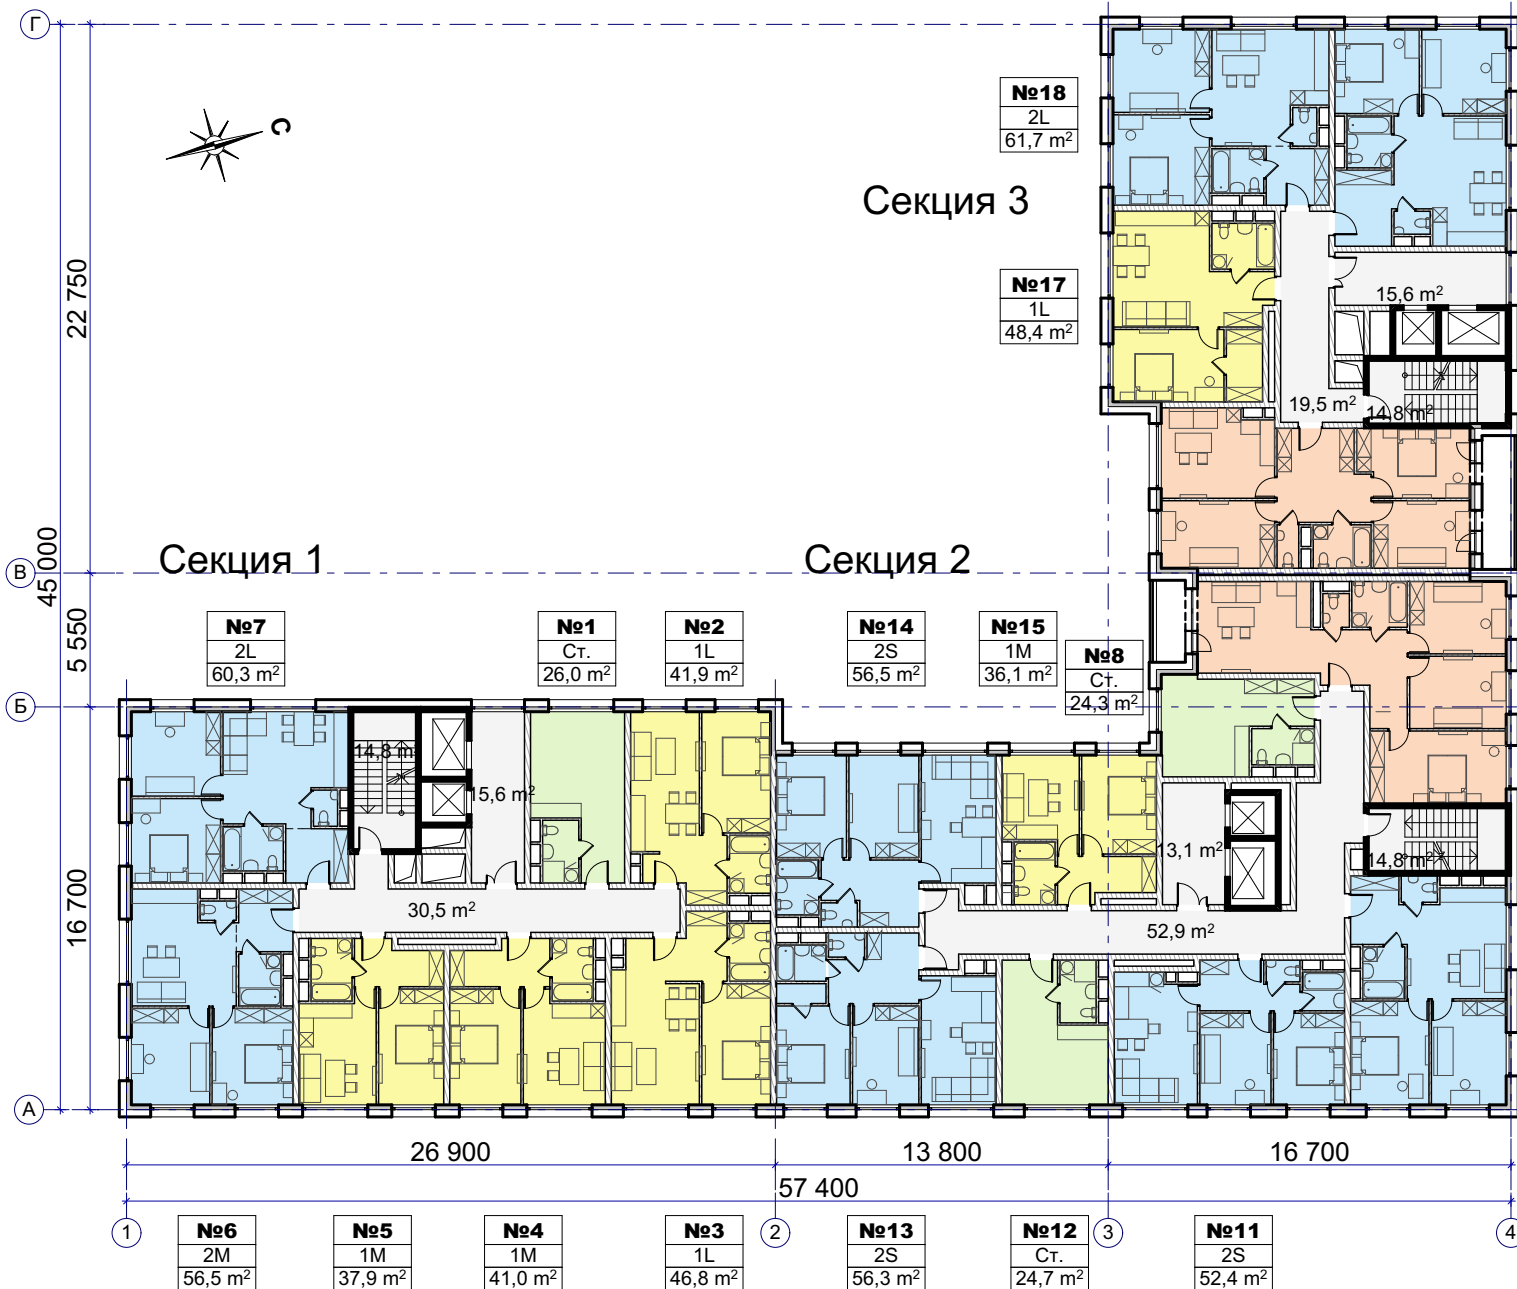 Г
С
№18
2L
61,7 m²
Секция 3
22 750
№17
1L
48,4 m²
15,6 m²
19,5 m²
14,8 m²
45 000
Секция 1
Секция 2
В
5 550
№7
2L
60,3 m²
№1
Ст.
26,0 m²
№2
1L
41,9 m²
№14
2S
56,5 m²
№15
1M
36,1 m²
№8
Ст.
24,3 m²
Б
14,8 m²
15,6 m²
13,1 m²
14,8 m²
16 700
30,5 m²
52,9 m²
А
26 900
13 800
16 700
57 400
1
2
3
4
№6
2M
56,5 m²
№5
1M
37,9 m²
№4
1M
41,0 m²
№3
1L
46,8 m²
№13
2S
56,3 m²
№12
Ст.
24,7 m²
№11
2S
52,4 m²